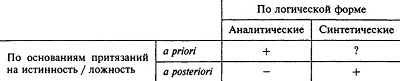 По логической форме
Аналитические
Синтетические
По основаниям притязаний
на истинность / ложность
a priori
+
?
a posteriori
–
+